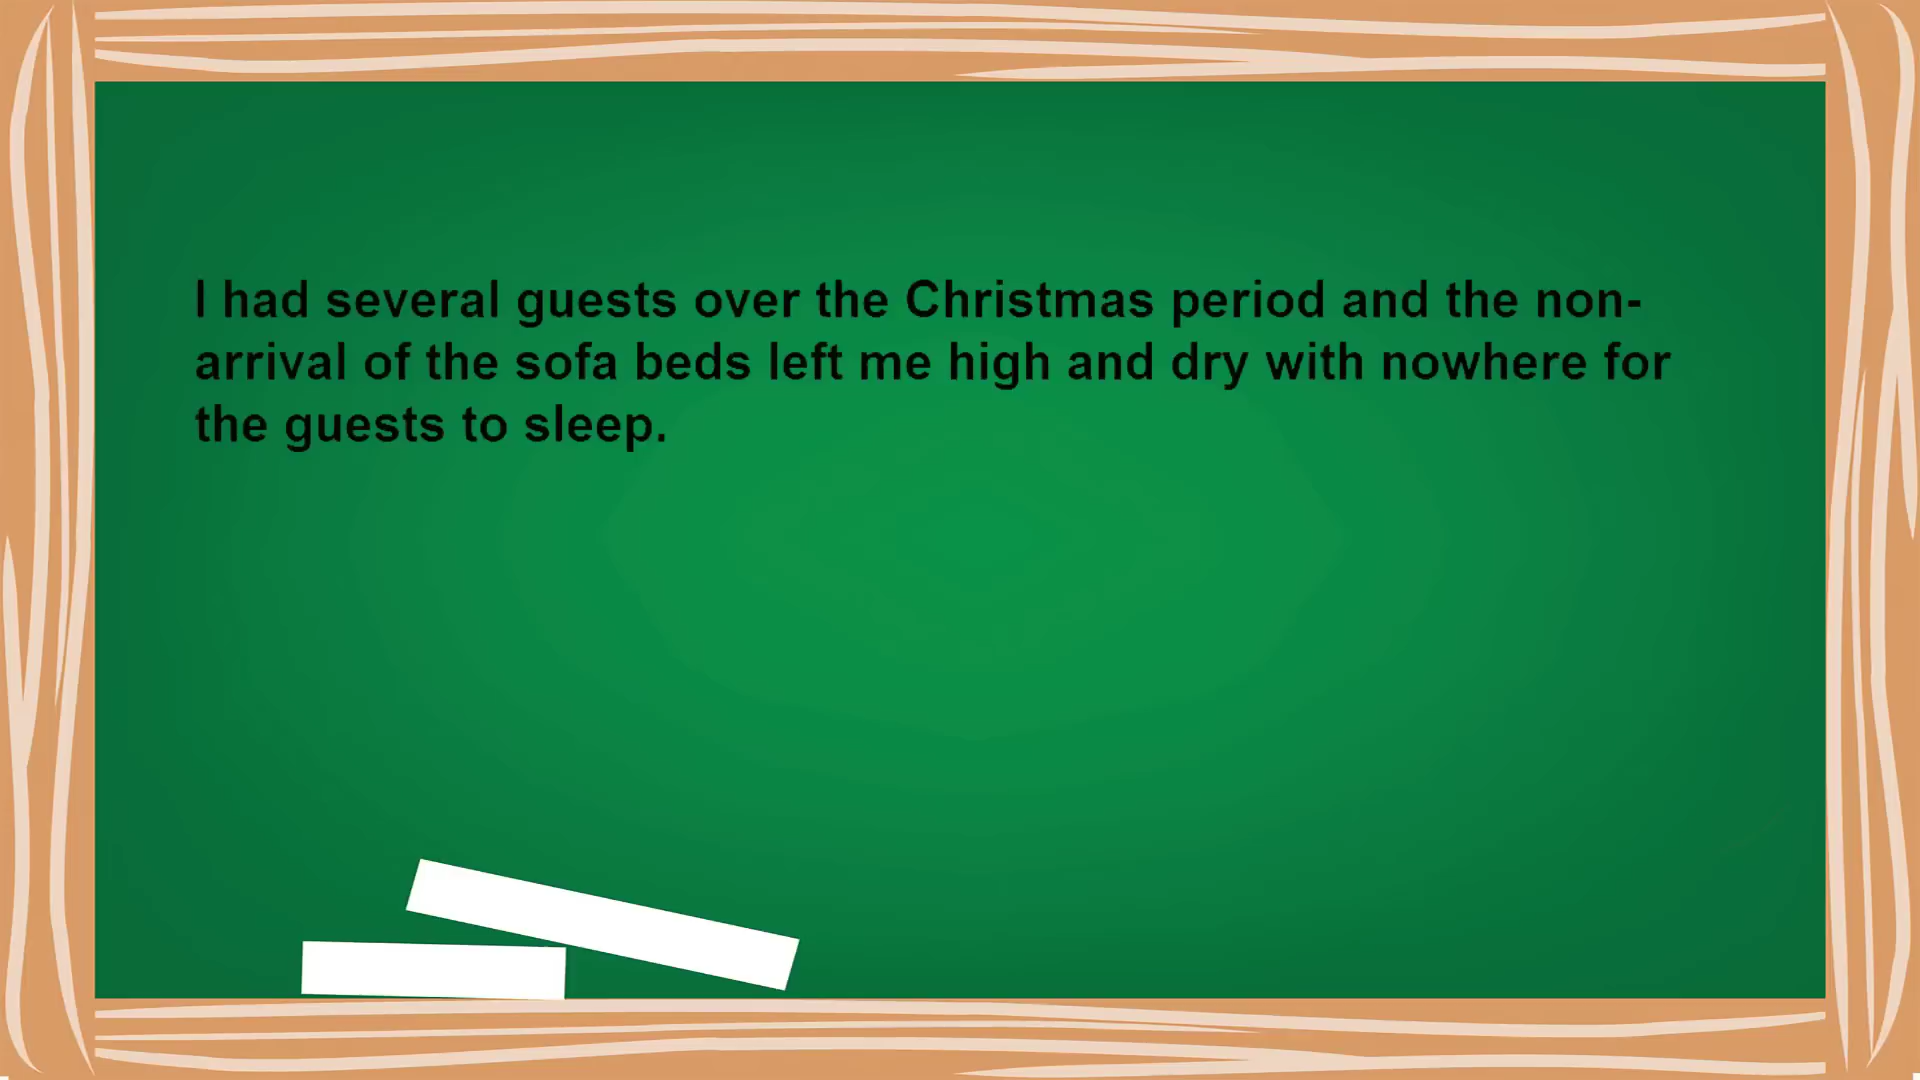 I had several guests over the Christmas period and the non-
arrival of the sofa beds left me high and dry with nowhere for
the guests to sleep.